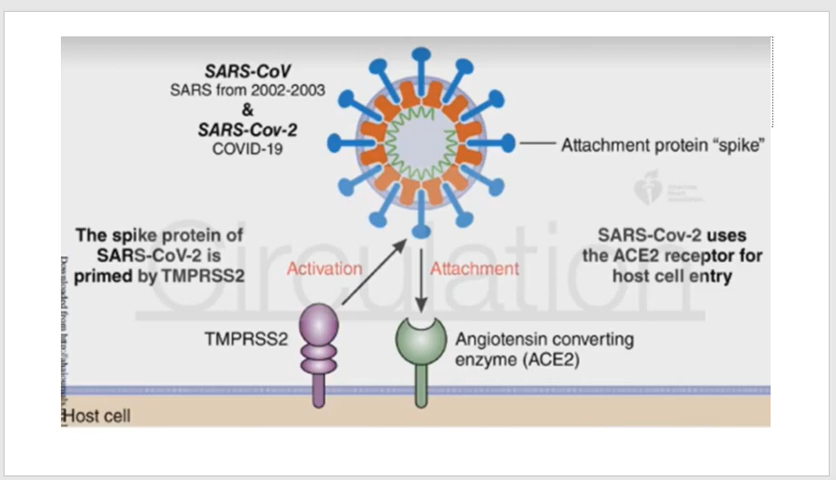 SARS-CoV
SARS from 2002-2003
&
SARS-Cov-2
COVID-19
Attachment protein “spike”
The spike protein of
SARS-CoV-2 is
primed by TMPRSS2
Activation
Attachment
SARS-Cov-2 uses
the ACE2 receptor for
host cell entry
Circulation
TMPRSS2
Angiotensin converting
enzyme (ACE2)
Host cell
Downloaded from